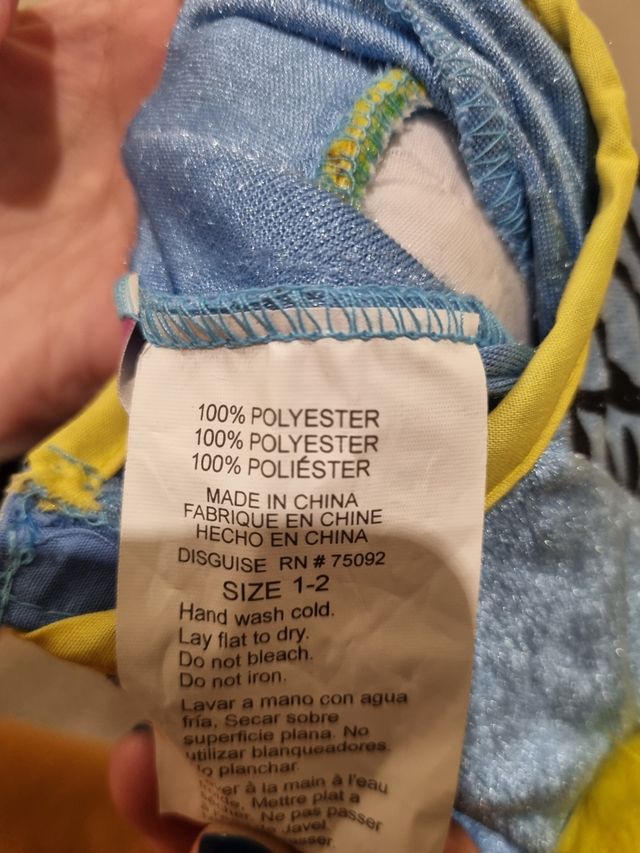 100% POLYESTER
100% POLYESTER
100% POLIÉSTER
MADE IN CHINA
FABRIQUE EN CHINE
HECHO EN CHINA
DISGUISE RN # 75092
SIZE 1-2
Hand wash cold.
Lay flat to dry.
Do not bleach.
Do not iron.
Lavar a mano con agua
fría, Secar sobre
superficie plana. No
utilizar blanqueadores.
planchar.
à la main à l'eau
Mettre plat a
Ne pas passer
Javel.